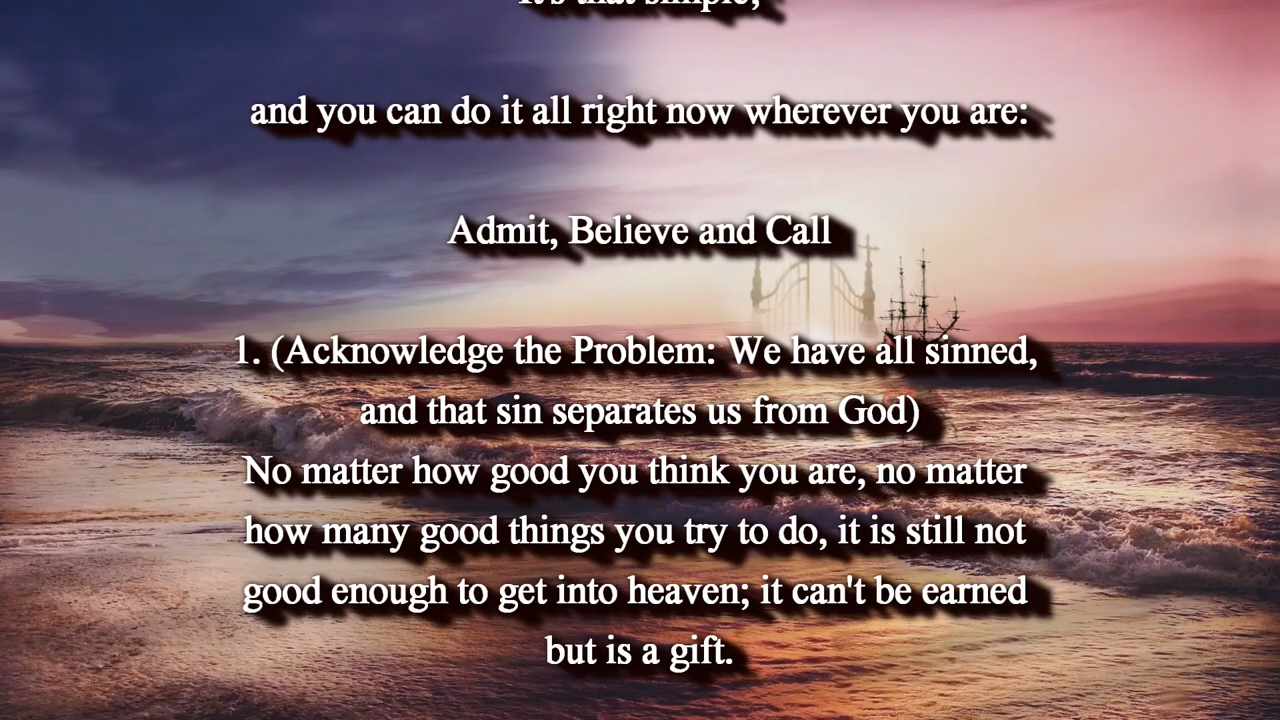 It's that simple,
and you can do it all right now wherever you are:
Admit, Believe and Call
1. (Acknowledge the Problem: We have all sinned,
and that sin separates us from God)
No matter how good you think you are, no matter
how many good things you try to do, it is still not
good enough to get into heaven; it can't be earned
but is a gift.